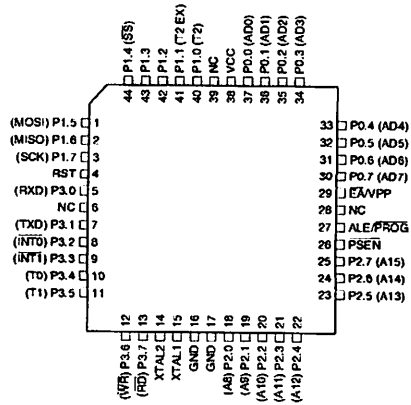 P1.4 (SS)
P1.3
P1.2
P1.1 (T2 EX)
P1.0 (T2)
NC
VCC
P0.0 (AD0)
P0.1 (AD1)
P0.2 (AD2)
P0.3 (AD3)
44 43 42 41 40 39 38 37 36 35 34
(MOSI) P1.5 1
(MISO) P1.6 2
(SCK) P1.7 3
RST 4
(RXD) P3.0 5
NC 6
(TXD) P3.1 7
(INT0) P3.2 8
(INT1) P3.3 9
(T0) P3.4 10
(T1) P3.5 11
33 P0.4 (AD4)
32 P0.5 (AD5)
31 P0.6 (AD6)
30 P0.7 (AD7)
29 EA/VPP
28 NC
27 ALE/PROG
26 PSEN
25 P2.7 (A15)
24 P2.6 (A14)
23 P2.5 (A13)
12 13 14 15 16 17 18 19 20 21 22
(WR) P3.6
(RD) P3.7
XTAL2
XTAL1
GND
GND
(A8) P2.0
(A9) P2.1
(A10) P2.2
(A11) P2.3
(A12) P2.4